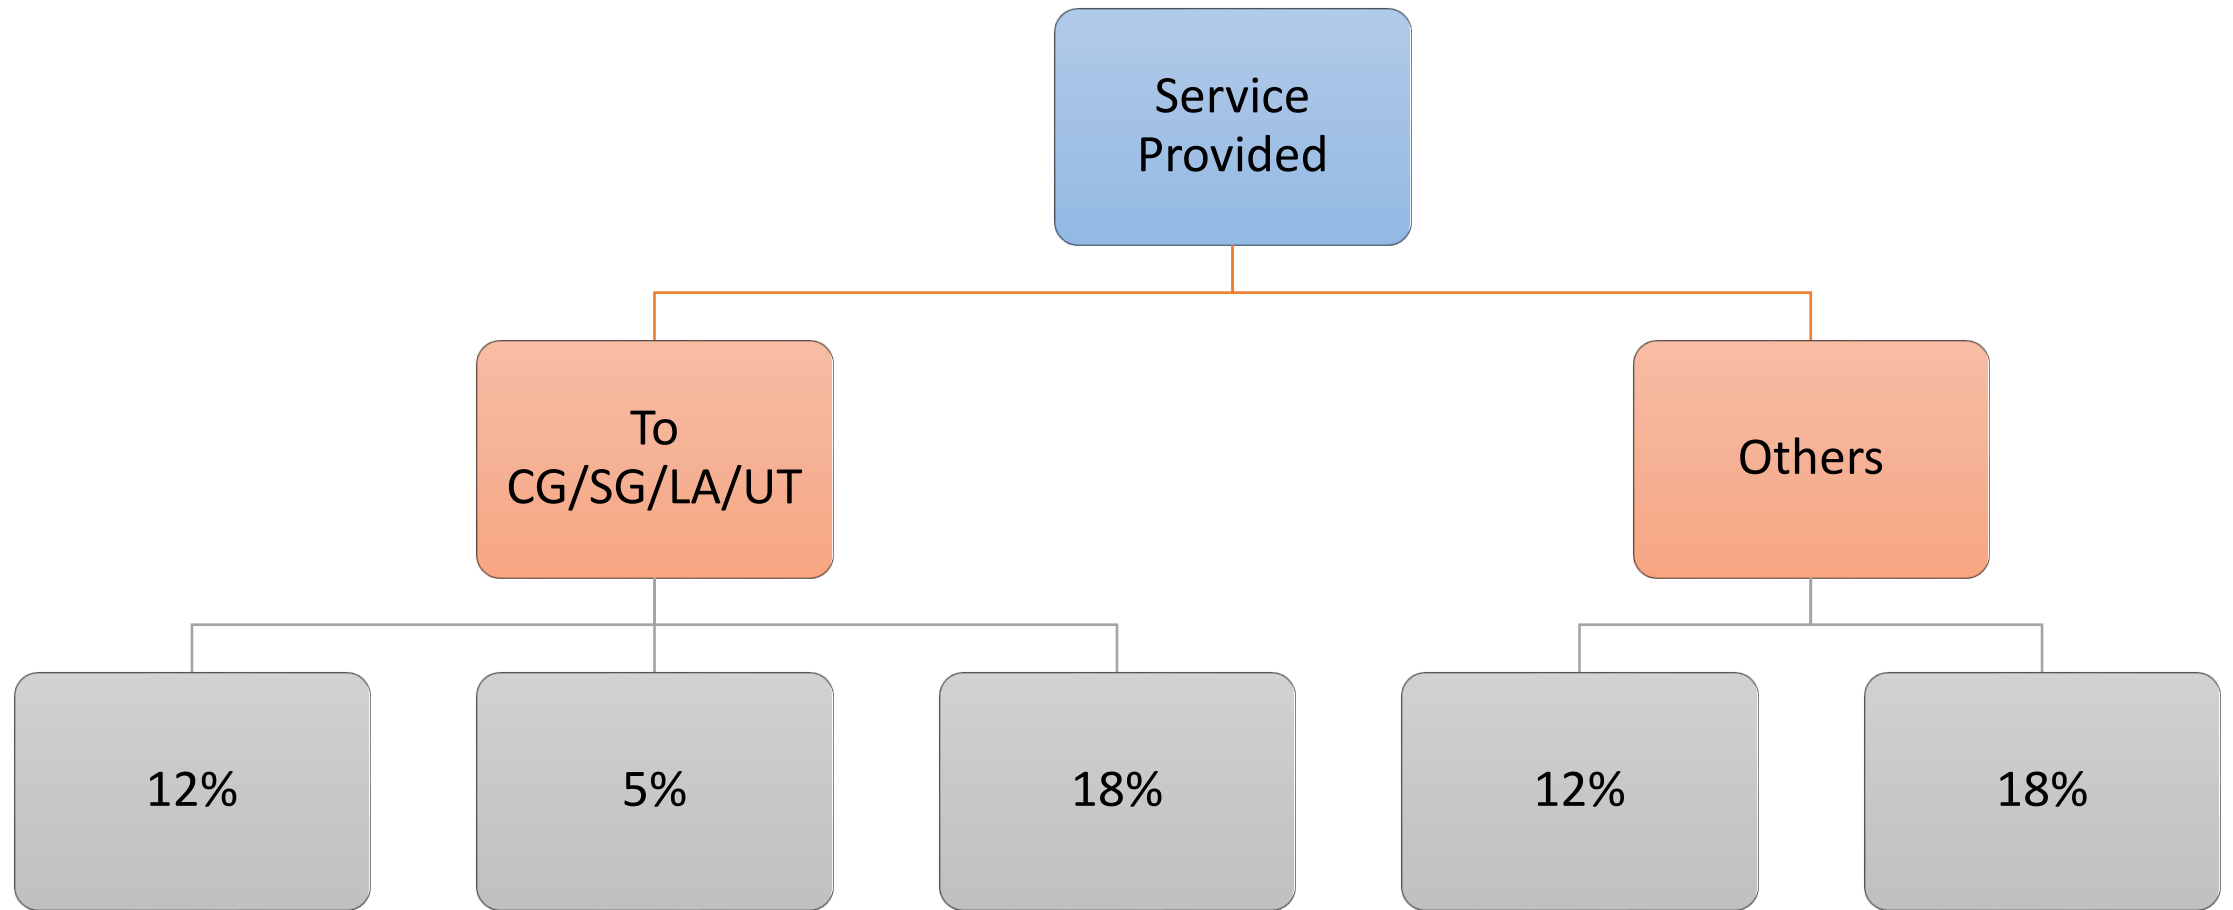 Service
Provided
To
CG/SG/LA/UT
Others
12%
5%
18%
12%
18%